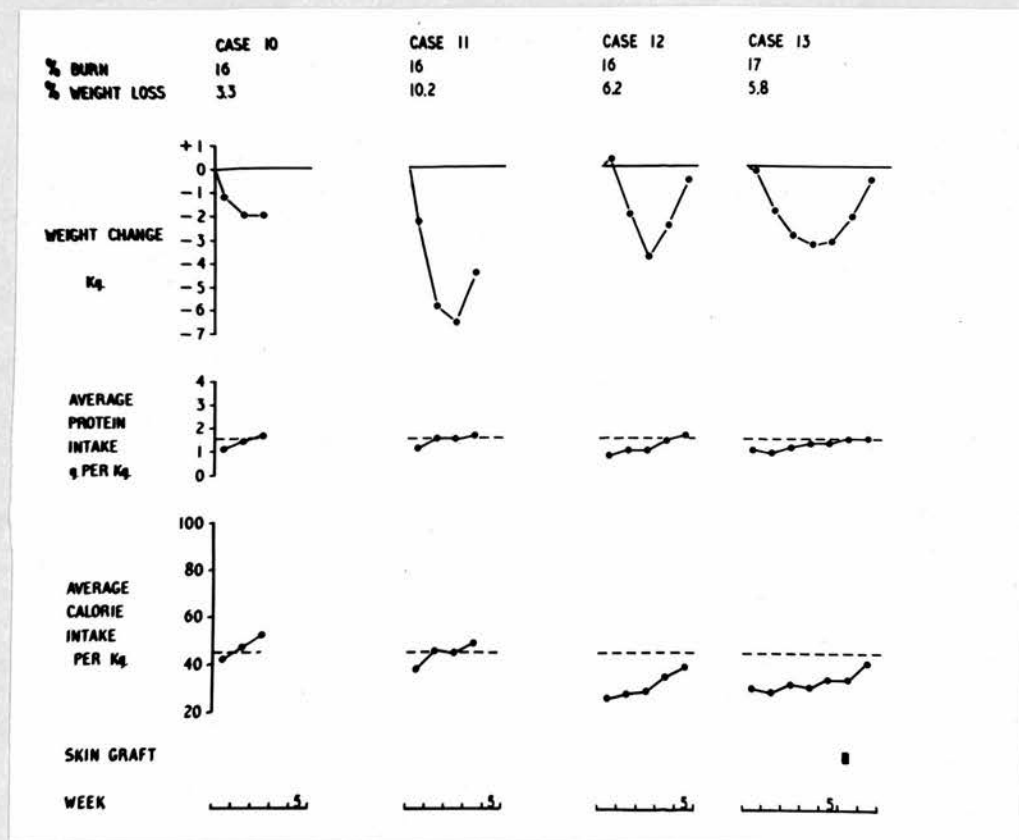 CASE 10 CASE 11 CASE 12 CASE 13
% BURN 16 16 16 17
% WEIGHT LOSS 3.3 10.2 6.2 5.8
+1
0
-1
-2
WEIGHT CHANGE -3
-4
Kg. -5
-6
-7
4
AVERAGE 3
PROTEIN 2
INTAKE 1
g. PER Kg. 0
100
80
AVERAGE
CALORIE 60
INTAKE
PER Kg. 40
20
SKIN GRAFT
WEEK 5 5 5 5